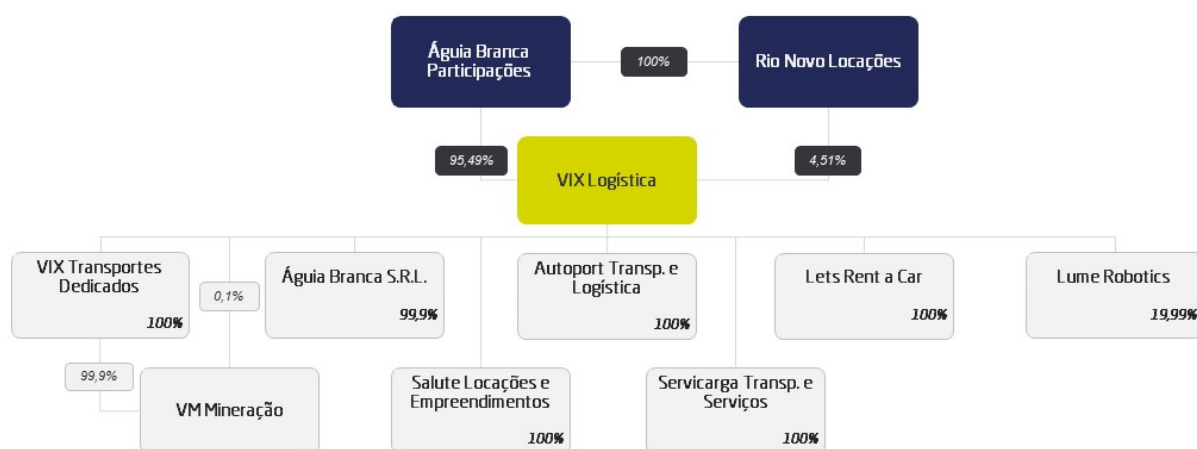 Águia Branca
Participações
100%
Rio Novo Locações
95,49%
VIX Logística
4,51%
VIX Transportes
Dedicados
100%
0,1%
Águia Branca S.R.L.
99,9%
Autoport Transp. e
Logística
100%
Lets Rent a Car
100%
Lume Robotics
19,99%
99,9%
VM Mineração
Salute Locações e
Empreendimentos
100%
Servicarga Transp. e
Serviços
100%